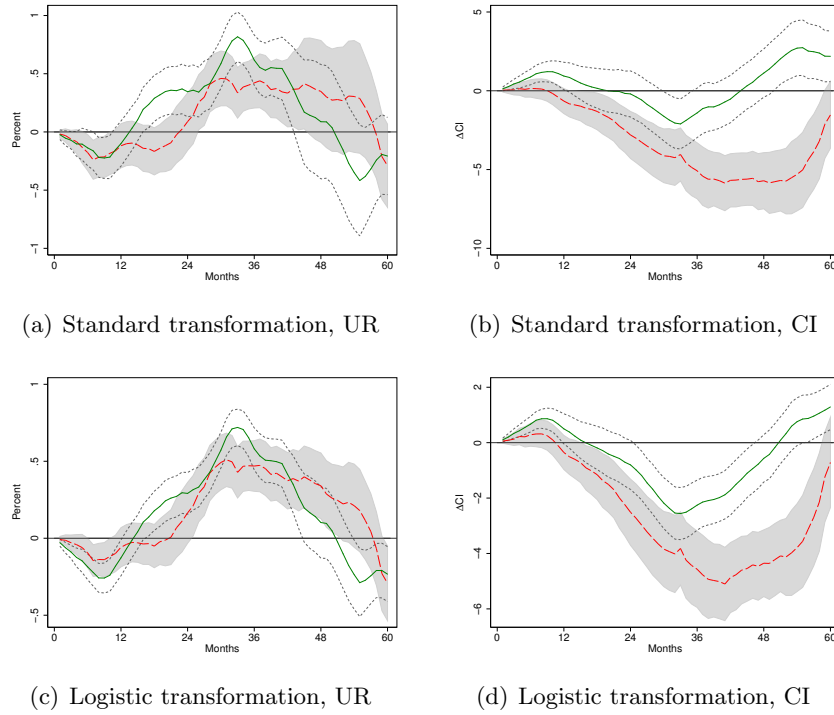 1
.5
0
-.5
-1
Percent
0 12 24 36 48 60
Months
(a) Standard transformation, UR
5
0
-5
-10
ΔCI
0 12 24 36 48 60
Months
(b) Standard transformation, CI
1
.5
0
-.5
Percent
0 12 24 36 48 60
Months
(c) Logistic transformation, UR
2
0
-2
-4
-6
ΔCI
0 12 24 36 48 60
Months
(d) Logistic transformation, CI